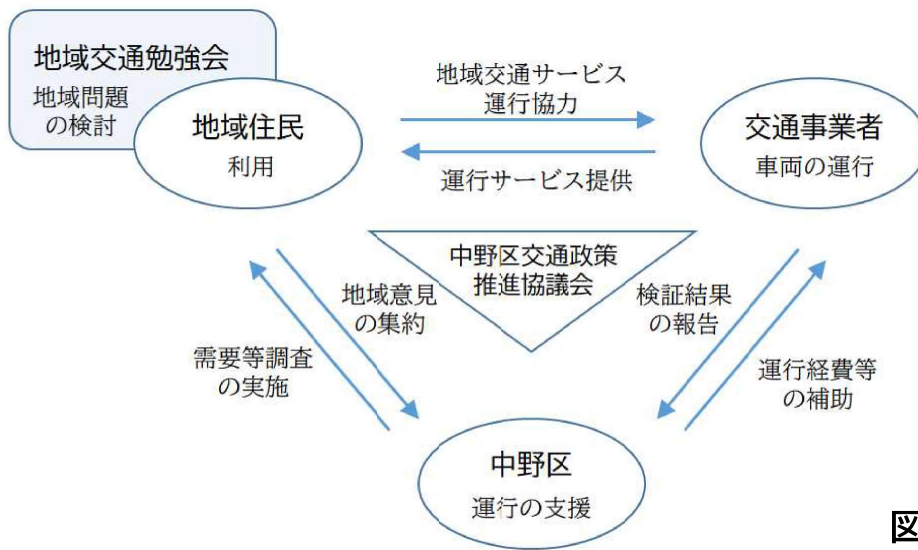 地域交通勉強会
地域問題
の検討
地域住民
利用
地域交通サービス
運行協力
運行サービス提供
交通事業者
車両の運行
中野区交通政策
推進協議会
地域意見
の集約
検証結果
の報告
需要等調査
の実施
運行経費等
の補助
中野区
運行の支援
図